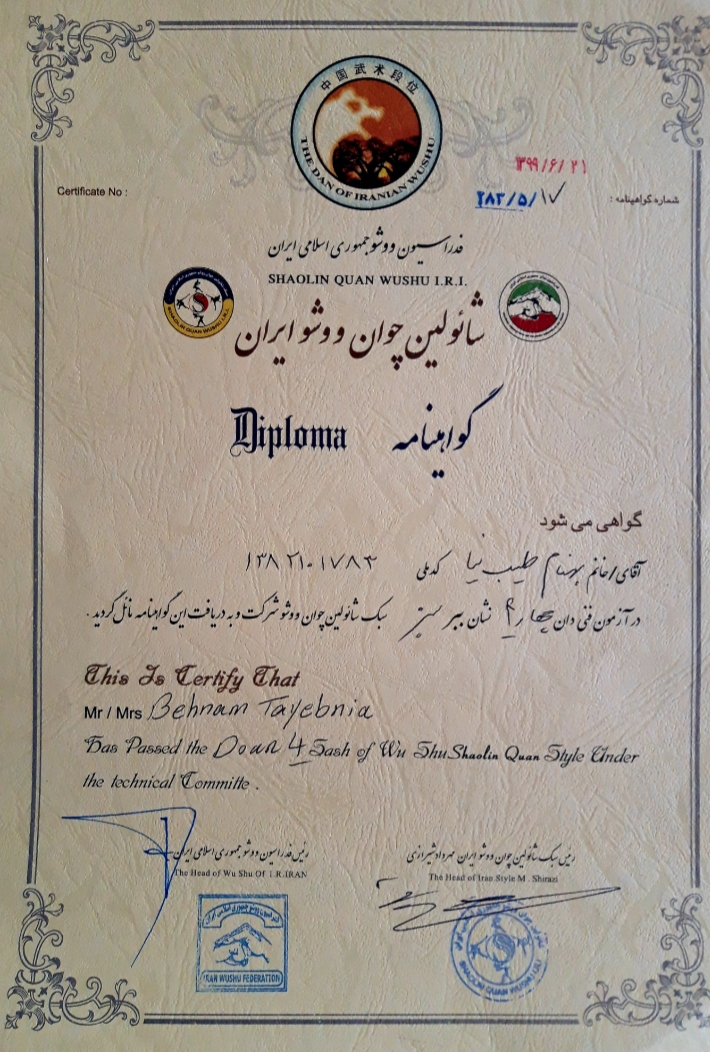 中国武术段位
THE DAN OF IRANIAN WUSHU
۱۳۹۹/۶/۲۱
Certificate No :
شماره گواهینامه : ۲۸۳/۵/۱۷
فدراسیون ووشو جمهوری اسلامی ایران
SHAOLIN QUAN WUSHU I.R.I.
SHAOLIN QUAN WUSHU I.R.I.
شائولین چوان ووشو ایران
Diploma گواهینامه
گواهی می شود
آقای/خانم بهنام طیب نیا کدملی
در آزمون فنی دان چهار ۴ نشان ببر سبز سبک شائولین چوان ووشو شرکت و به دریافت این گواهینامه نائل گردید .
This Is Certify That
Mr / Mrs Behnam Tayebnia
Has Passed the Doan 4 Sash of Wu Shu Shaolin Quan Style Under
the technical Committe .
رئیس فدراسیون ووشو جمهوری اسلامی ایران
The Head of Wu Shu Of I.R.IRAN
رئیس سبک شائولین چوان ووشو ایران مهرداد شیرازی
The Head of Iran Style M . Shirazi
IRAN WUSHU FEDERATION
SHAOLIN QUAN WUSHU I.R.I